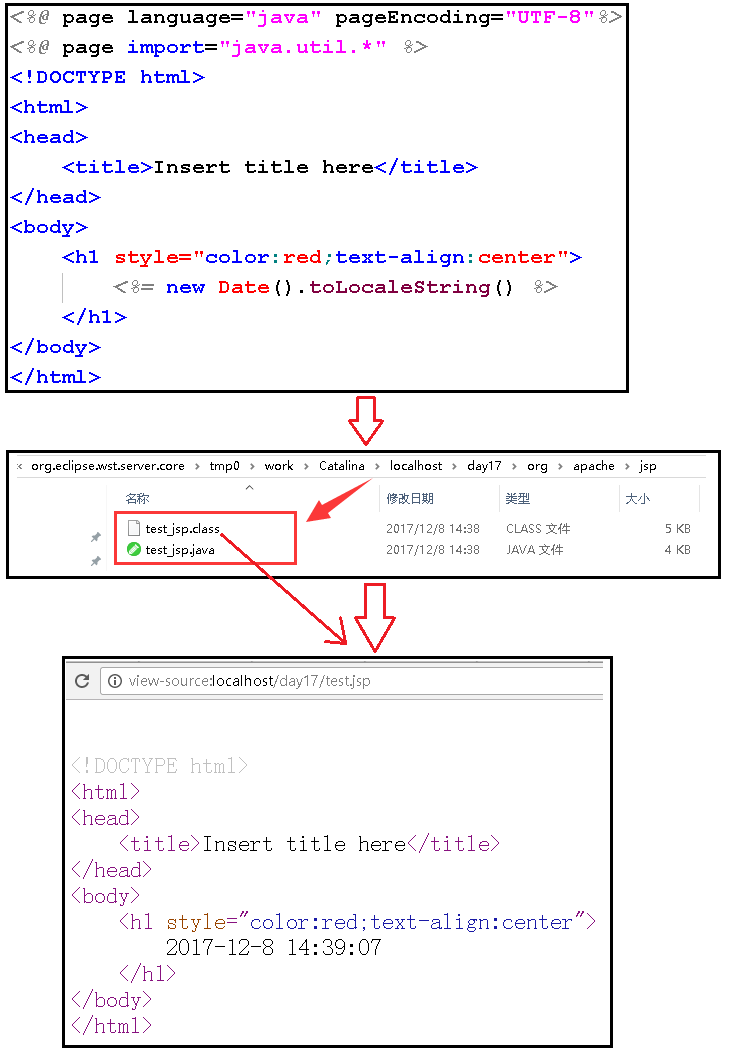 <%@ page language="java" pageEncoding="UTF-8"%>
<%@ page import="java.util.*" %>
<!DOCTYPE html>
<html>
<head>
    <title>Insert title here</title>
</head>
<body>
    <h1 style="color:red;text-align:center">
        <%= new Date().toLocaleString() %>
    </h1>
</body>
</html>
org.eclipse.wst.server.core › tmp0 › work › Catalina › localhost › day17 › org › apache › jsp
名称 修改日期 类型 大小
test_jsp.class 2017/12/8 14:38 CLASS 文件 5 KB
test_jsp.java 2017/12/8 14:38 JAVA 文件 4 KB
view-source:localhost/day17/test.jsp
<!DOCTYPE html>
<html>
<head>
    <title>Insert title here</title>
</head>
<body>
    <h1 style="color:red;text-align:center">
        2017-12-8 14:39:07
    </h1>
</body>
</html>